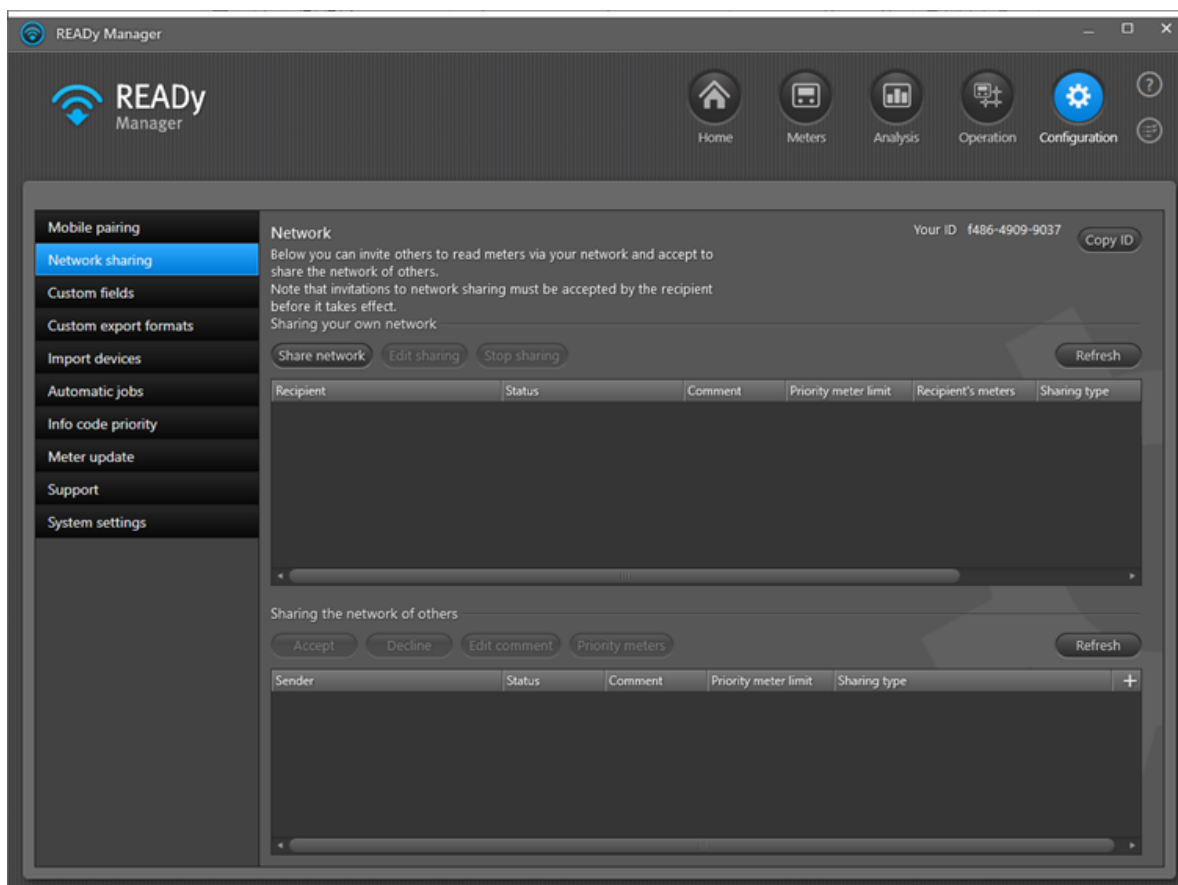 READy Manager
READy
Manager
Home Meters Analysis Operation Configuration
Mobile pairing
Network sharing
Custom fields
Custom export formats
Import devices
Automatic jobs
Info code priority
Meter update
Support
System settings
Network
Your ID f486-4909-9037 Copy ID
Below you can invite others to read meters via your network and accept to
share the network of others.
Note that invitations to network sharing must be accepted by the recipient
before it takes effect.
Sharing your own network
Share network Edit sharing Stop sharing Refresh
Recipient Status Comment Priority meter limit Recipient's meters Sharing type
Sharing the network of others
Accept Decline Edit comment Priority meters Refresh
Sender Status Comment Priority meter limit Sharing type +